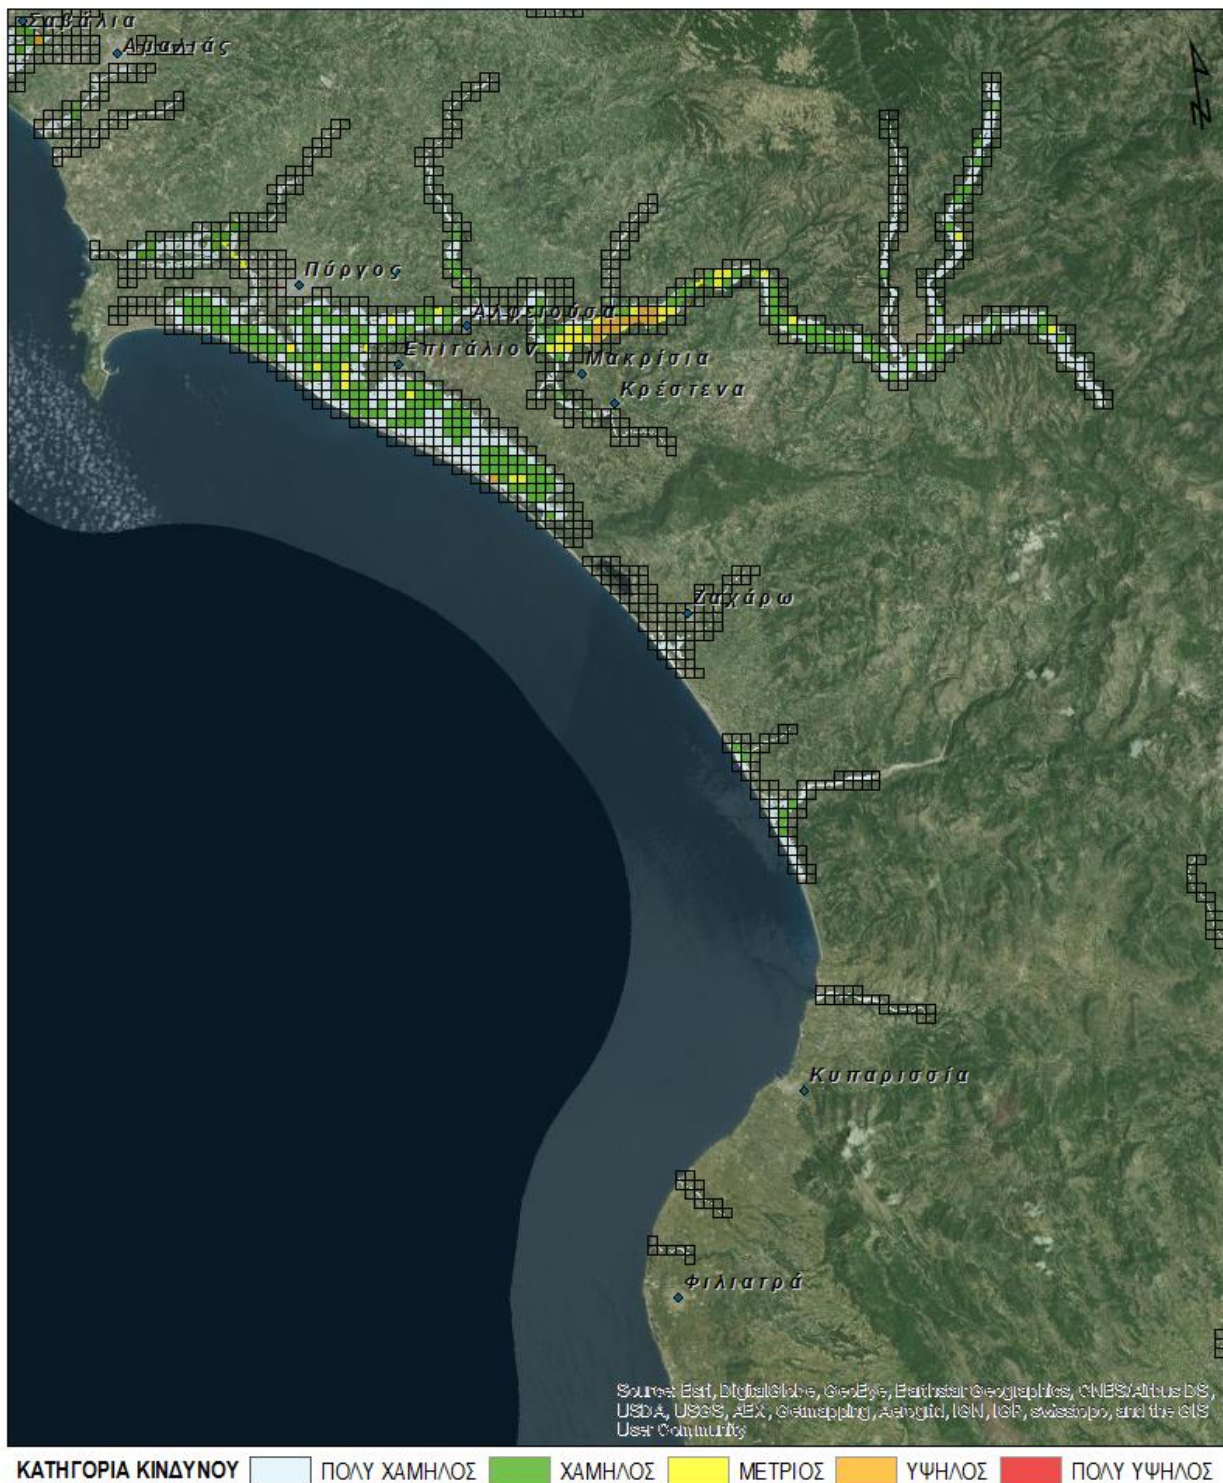 Σαβάλια
Αμαλιάς
N
Πύργος
Αλφειούσα
Επιτάλιον
Μακρίσια
Κρέστενα
Ζαχάρω
Κυπαρισσία
Φιλιατρά
Source: Esri, DigitalGlobe, GeoEye, Earthstar Geographics, CNES/Airbus DS,
USDA, USGS, AEX, Getmapping, Aerogrid, IGN, IGP, swisstopo, and the GIS
User Community
ΚΑΤΗΓΟΡΙΑ ΚΙΝΔΥΝΟΥ ΠΟΛΥ ΧΑΜΗΛΟΣ ΧΑΜΗΛΟΣ ΜΕΤΡΙΟΣ ΥΨΗΛΟΣ ΠΟΛΥ ΥΨΗΛΟΣ